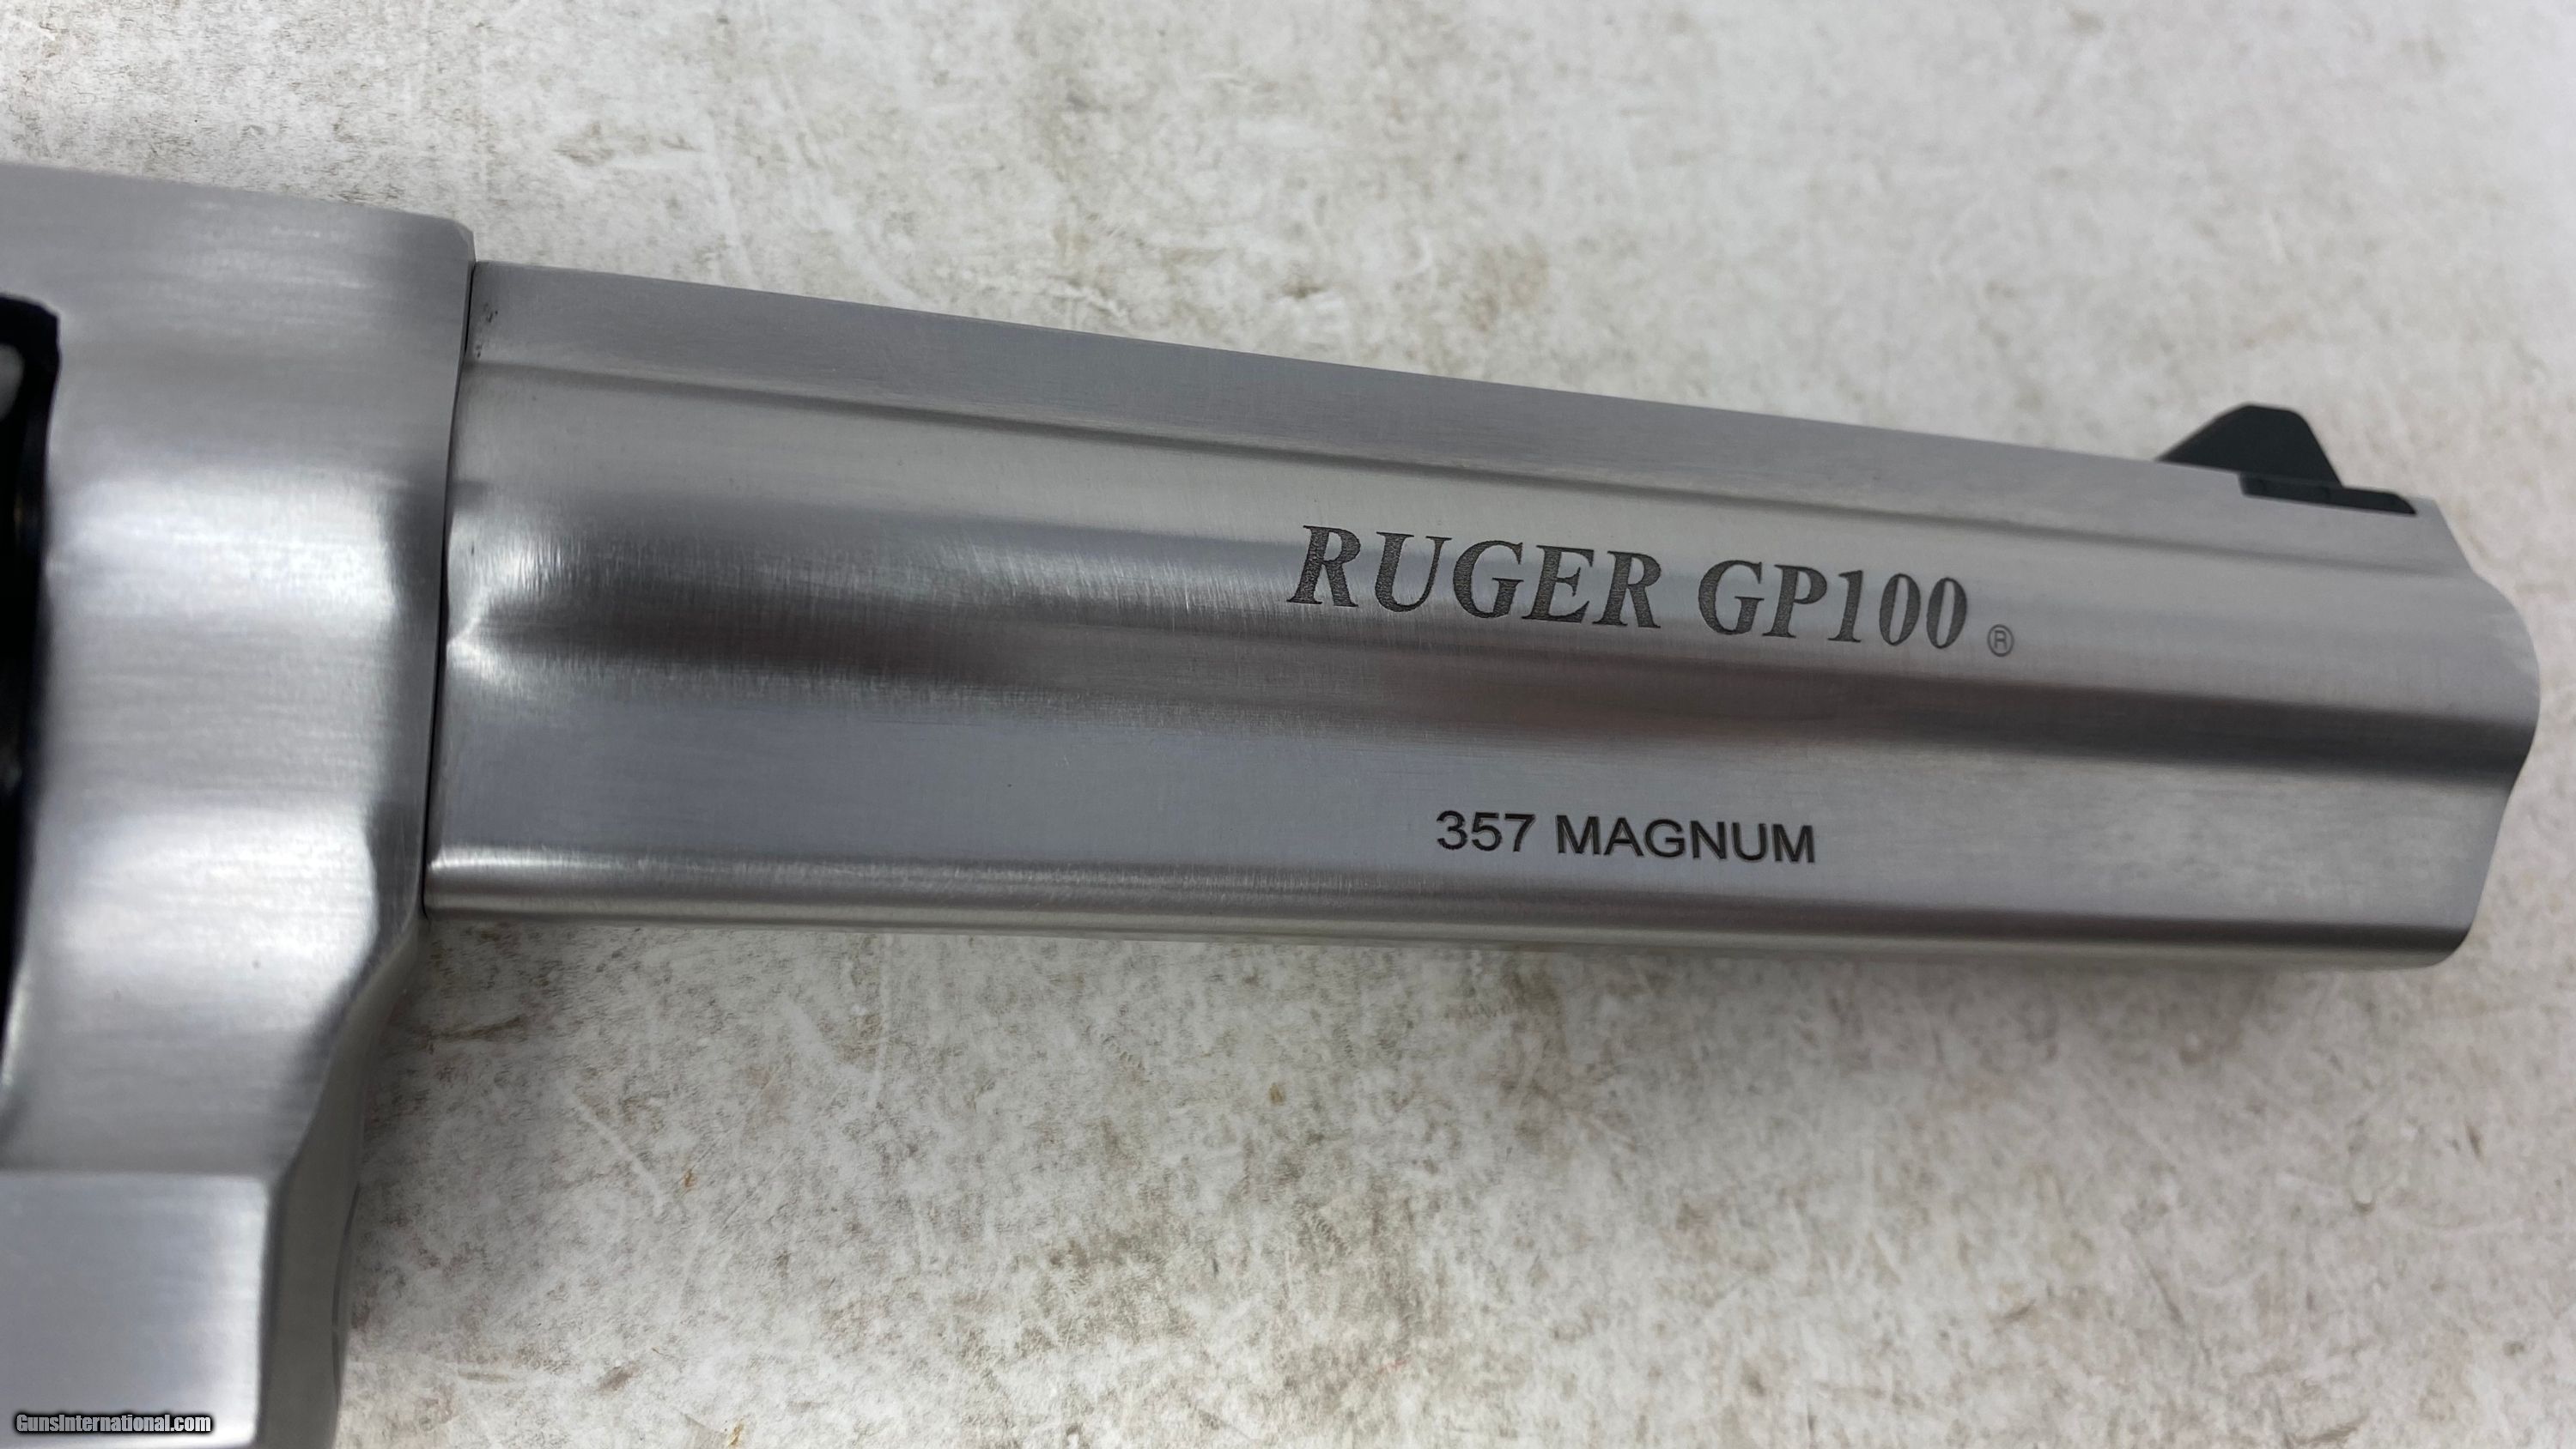 RUGER GP100 ®
357 MAGNUM
GunsInternational.com